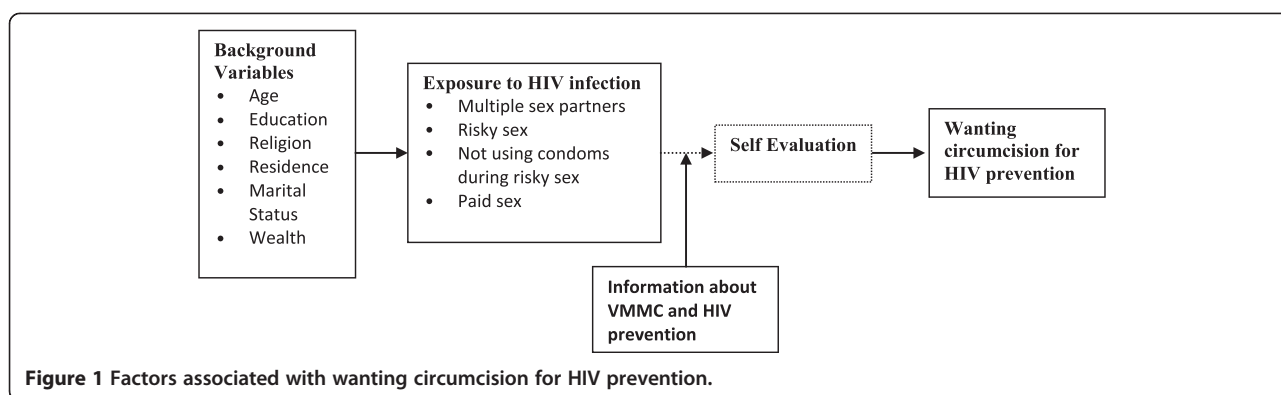 Background
Variables
• Age
• Education
• Religion
• Residence
• Marital
Status
• Wealth
Exposure to HIV infection
• Multiple sex partners
• Risky sex
• Not using condoms
during risky sex
• Paid sex
Information about
VMMC and HIV
prevention
Self Evaluation
Wanting
circumcision for
HIV prevention
Figure 1 Factors associated with wanting circumcision for HIV prevention.